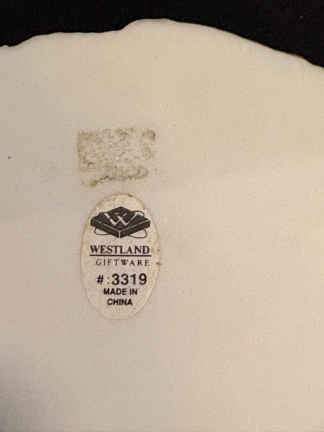 W
WESTLAND
GIFTWARE
#:3319
MADE IN
CHINA